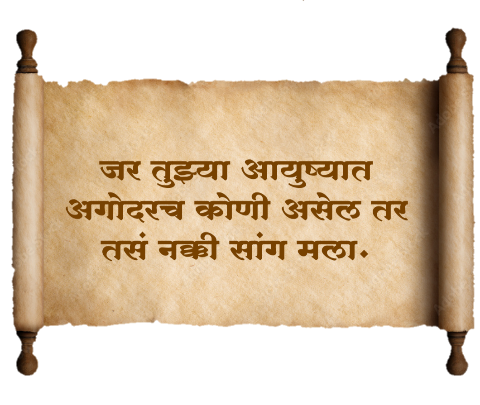 जर तुझ्या आयुष्यात
अगोदरच कोणी असेल तर
तसं नक्की सांग मला.